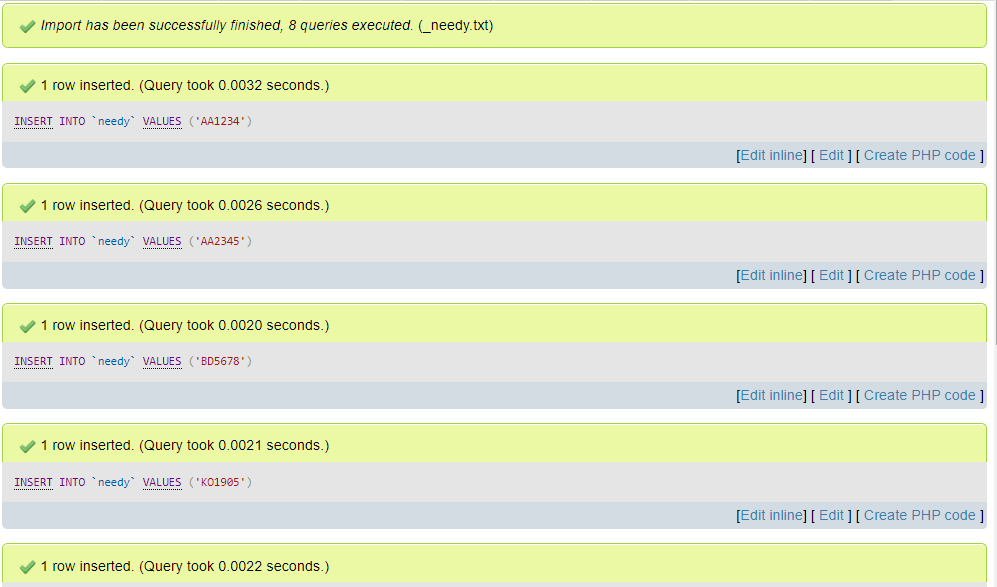 Import has been successfully finished, 8 queries executed. (_needy.txt)
1 row inserted. (Query took 0.0032 seconds.)
INSERT INTO `needy` VALUES ('AA1234')
[Edit inline] [ Edit ] [ Create PHP code ]
1 row inserted. (Query took 0.0026 seconds.)
INSERT INTO `needy` VALUES ('AA2345')
[Edit inline] [ Edit ] [ Create PHP code ]
1 row inserted. (Query took 0.0020 seconds.)
INSERT INTO `needy` VALUES ('BD5678')
[Edit inline] [ Edit ] [ Create PHP code ]
1 row inserted. (Query took 0.0021 seconds.)
INSERT INTO `needy` VALUES ('KO1905')
[Edit inline] [ Edit ] [ Create PHP code ]
1 row inserted. (Query took 0.0022 seconds.)